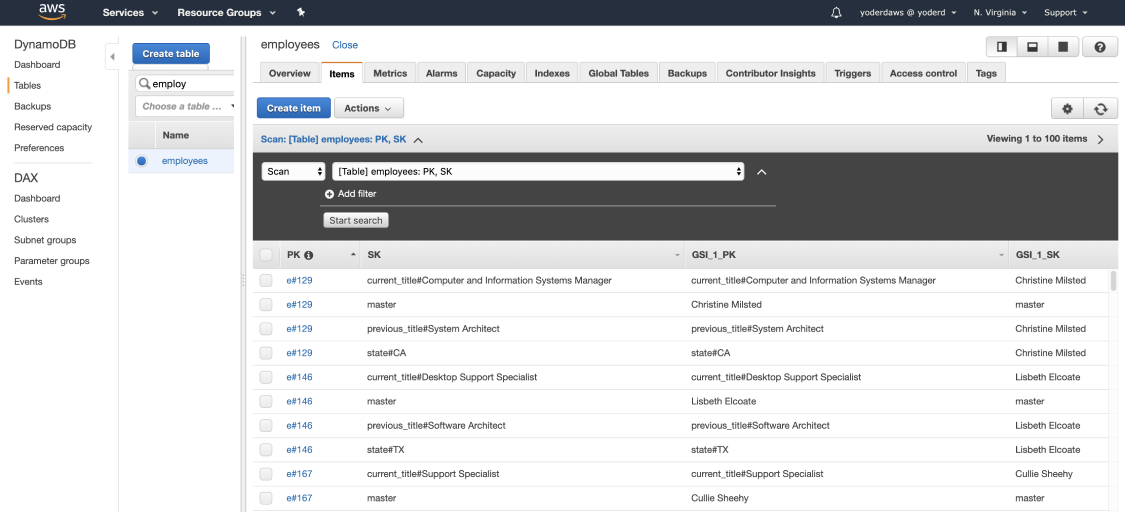 aws Services Resource Groups yoderdaws @ yoderd N. Virginia Support
DynamoDB
Dashboard
Tables
Backups
Reserved capacity
Preferences
DAX
Dashboard
Clusters
Subnet groups
Parameter groups
Events
Create table
employ
Choose a table ...
Name
employees
employees Close
Overview Items Metrics Alarms Capacity Indexes Global Tables Backups Contributor Insights Triggers Access control Tags
Create item Actions
Scan: [Table] employees: PK, SK Viewing 1 to 100 items
Scan [Table] employees: PK, SK
Add filter
Start search
PK SK GSI_1_PK GSI_1_SK
e#129 current_title#Computer and Information Systems Manager current_title#Computer and Information Systems Manager Christine Milsted
e#129 master Christine Milsted master
e#129 previous_title#System Architect previous_title#System Architect Christine Milsted
e#129 state#CA state#CA Christine Milsted
e#146 current_title#Desktop Support Specialist current_title#Desktop Support Specialist Lisbeth Elcoate
e#146 master Lisbeth Elcoate master
e#146 previous_title#Software Architect previous_title#Software Architect Lisbeth Elcoate
e#146 state#TX state#TX Lisbeth Elcoate
e#167 current_title#Support Specialist current_title#Support Specialist Cullie Sheehy
e#167 master Cullie Sheehy master